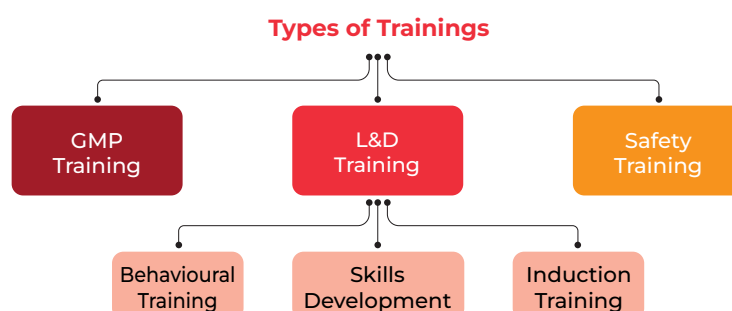 Types of Trainings
GMP
Training
L&D
Training
Safety
Training
Behavioural
Training
Skills
Development
Induction
Training